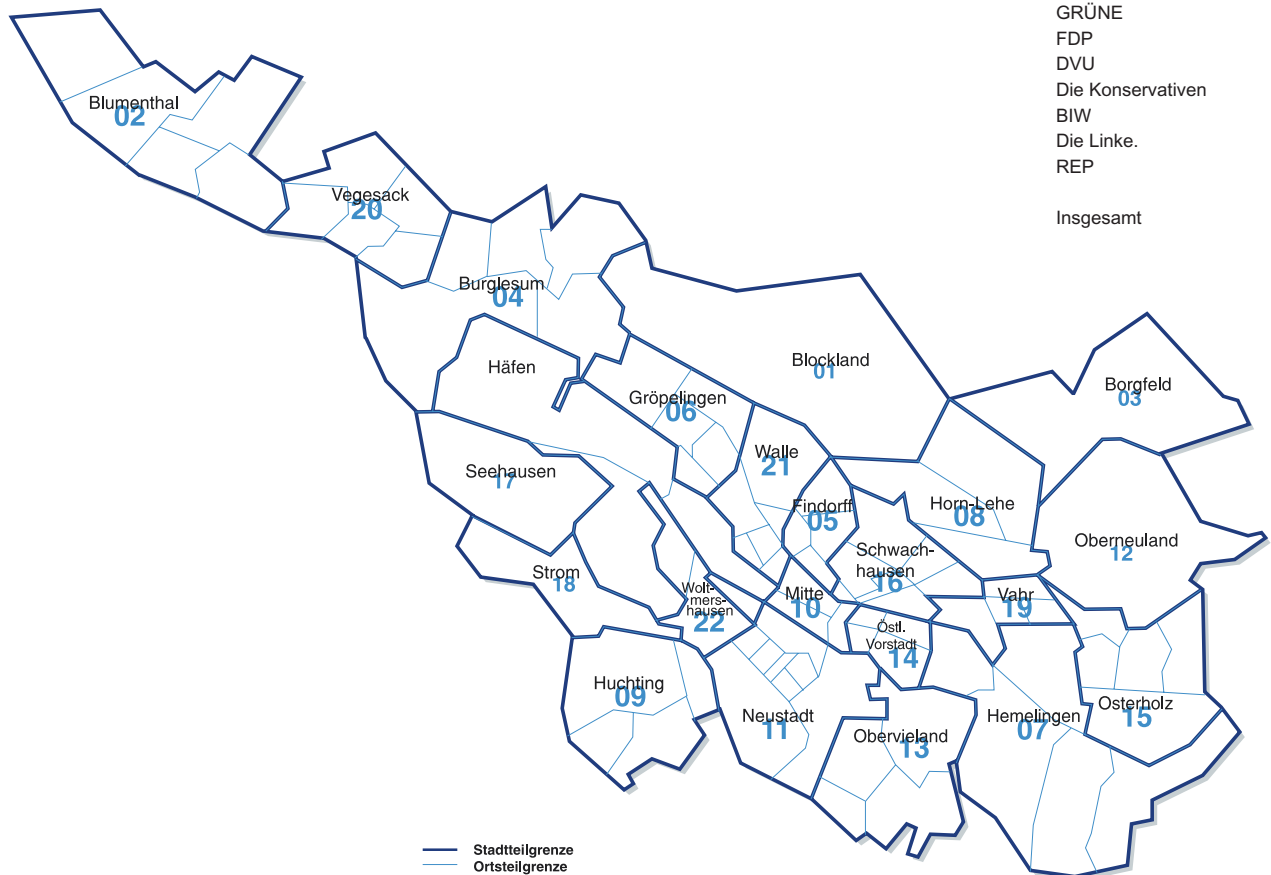 GRÜNE
FDP
DVU
Die Konservativen
BIW
Die Linke.
REP
Insgesamt
Blumenthal
02
Vegesack
20
Burglesum
04
Häfen
Blockland
01
Borgfeld
03
Gröpelingen
06
Walle
21
Seehausen
17
Findorff
05
Horn-Lehe
08
Oberneuland
12
Schwach-
hausen
16
Strom
18
Wolt-
mers-
hausen
22
Mitte
10
Vahr
19
Östl.
Vorstadt
14
Huchting
09
Neustadt
11
Obervieland
13
Hemelingen
07
Osterholz
15
Stadtteilgrenze
Ortsteilgrenze